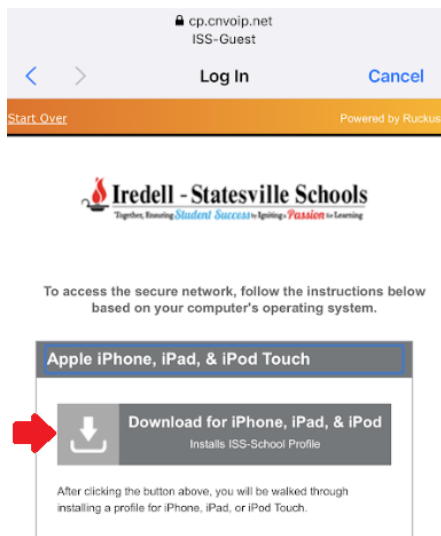 cp.cnvoip.net
ISS-Guest
Log In
Cancel
Start Over
Powered by Ruckus
Iredell - Statesville Schools
Together, Ensuring Student Success by Igniting a Passion for Learning
To access the secure network, follow the instructions below
based on your computer's operating system.
Apple iPhone, iPad, & iPod Touch
Download for iPhone, iPad, & iPod
Installs ISS-School Profile
After clicking the button above, you will be walked through
installing a profile for iPhone, iPad, or iPod Touch.